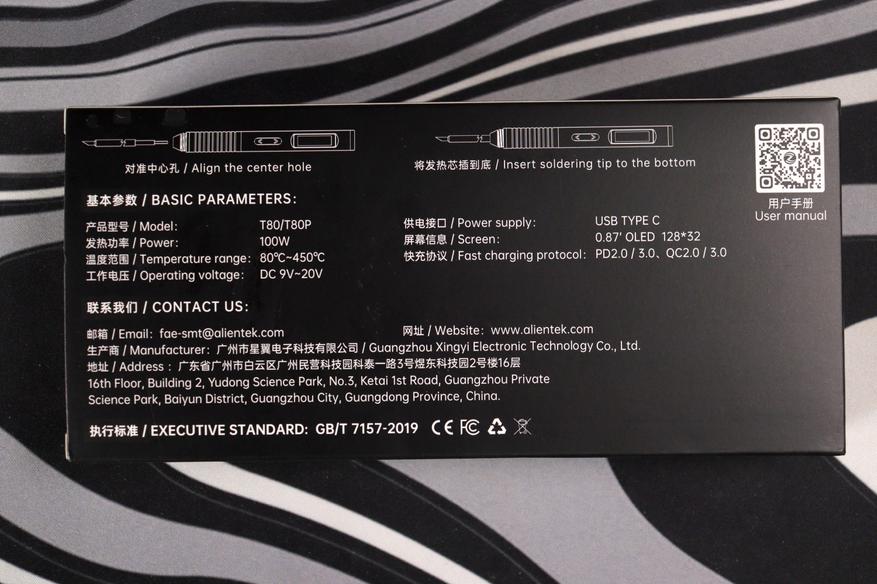 对准中心孔 / Align the center hole
将发热芯插到底 / Insert soldering tip to the bottom
用户手册
User manual
基本参数 / BASIC PARAMETERS:
产品型号 / Model: T80/T80P
发热功率 / Power: 100W
温度范围 / Temperature range: 80℃~450℃
工作电压 / Operating voltage: DC 9V~20V
供电接口 / Power supply: USB TYPE C
屏幕信息 / Screen: 0.87' OLED 128*32
快充协议 / Fast charging protocol: PD2.0 / 3.0、QC2.0 / 3.0
联系我们 / CONTACT US:
邮箱 / Email: fae-smt@alientek.com
网址 / Website: www.alientek.com
生产商 / Manufacturer: 广州市星翼电子科技有限公司 / Guangzhou Xingyi Electronic Technology Co., Ltd.
地址 / Address : 广东省广州市白云区广州民营科技园科泰一路3号煜东科技园2号楼16层
16th Floor, Building 2, Yudong Science Park, No.3, Ketai 1st Road, Guangzhou Private
Science Park, Baiyun District, Guangzhou City, Guangdong Province, China.
执行标准 / EXECUTIVE STANDARD: GB/T 7157-2019 CE FC